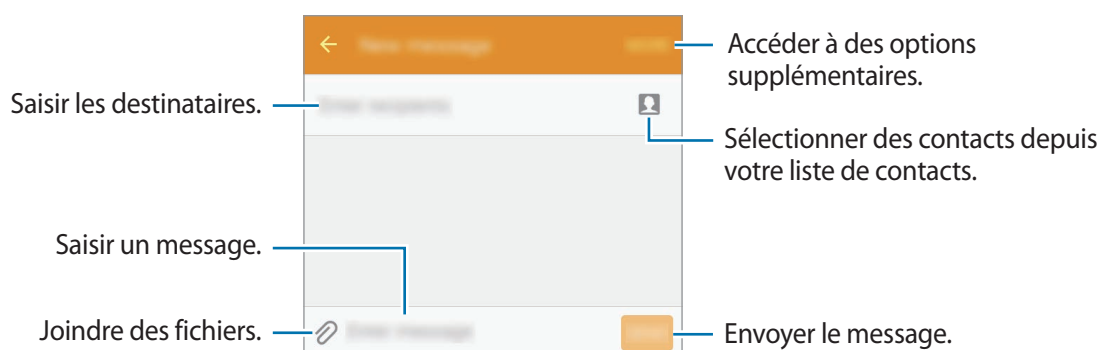 Accéder à des options
supplémentaires.
Saisir les destinataires.
Sélectionner des contacts depuis
votre liste de contacts.
Saisir un message.
Joindre des fichiers.
Envoyer le message.